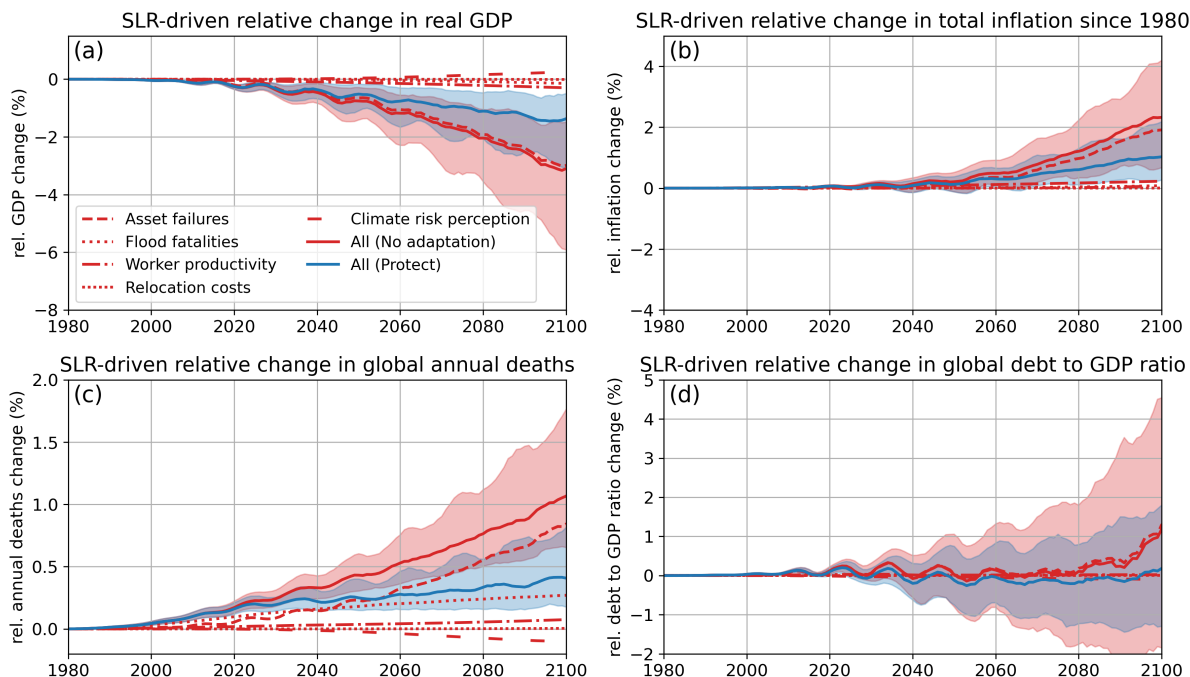 SLR-driven relative change in real GDP
(a)
rel. GDP change (%)
0
−2
−4
−6
−8
Asset failures
Flood fatalities
Worker productivity
Relocation costs
Climate risk perception
All (No adaptation)
All (Protect)
1980 2000 2020 2040 2060 2080 2100
SLR-driven relative change in total inflation since 1980
(b)
rel. inflation change (%)
4
2
0
−2
−4
1980 2000 2020 2040 2060 2080 2100
SLR-driven relative change in global annual deaths
(c)
rel. annual deaths change (%)
2.0
1.5
1.0
0.5
0.0
1980 2000 2020 2040 2060 2080 2100
SLR-driven relative change in global debt to GDP ratio
(d)
rel. debt to GDP ratio change (%)
5
4
3
2
1
0
−1
−2
1980 2000 2020 2040 2060 2080 2100